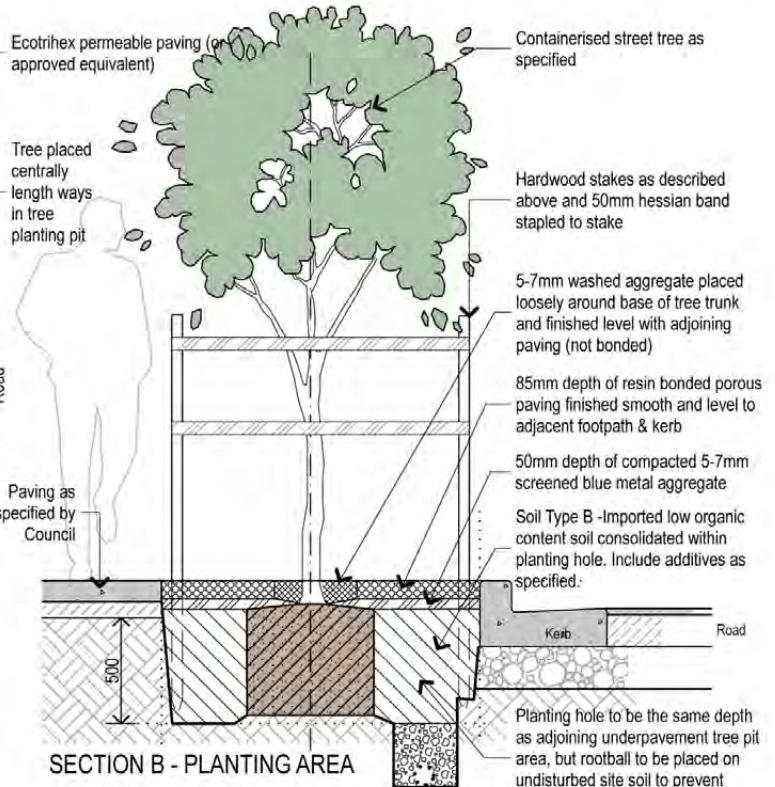 Ecotrihex permeable paving (or
approved equivalent)
Tree placed
centrally
length ways
in tree
planting pit
Road
Paving as
specified by
Council
500
SECTION B - PLANTING AREA
Containerised street tree as
specified
Hardwood stakes as described
above and 50mm hessian band
stapled to stake
5-7mm washed aggregate placed
loosely around base of tree trunk
and finished level with adjoining
paving (not bonded)
85mm depth of resin bonded porous
paving finished smooth and level to
adjacent footpath & kerb
50mm depth of compacted 5-7mm
screened blue metal aggregate
Soil Type B -Imported low organic
content soil consolidated within
planting hole. Include additives as
specified.
Kerb
Road
Planting hole to be the same depth
as adjoining underpavement tree pit
area, but rootball to be placed on
undisturbed site soil to prevent